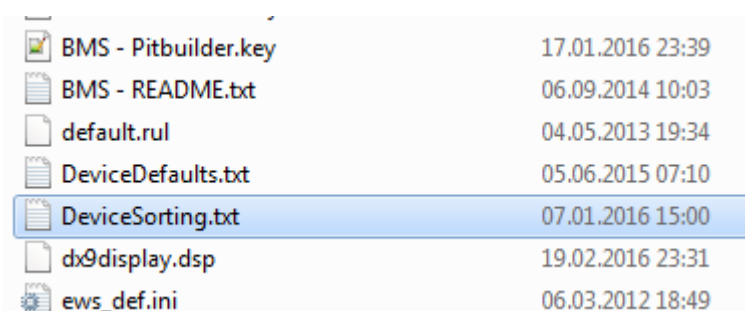 BMS - Pitbuilder.key 17.01.2016 23:39
BMS - README.txt 06.09.2014 10:03
default.rul 04.05.2013 19:34
DeviceDefaults.txt 05.06.2015 07:10
DeviceSorting.txt 07.01.2016 15:00
dx9display.dsp 19.02.2016 23:31
ews_def.ini 06.03.2012 18:49